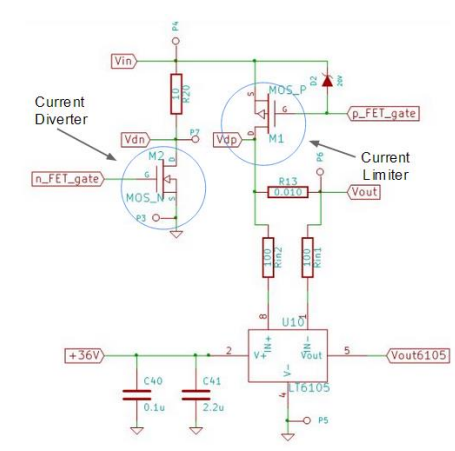 P4
Vin
10
R20
MOS_P
S
G
D
M1
D2
20V
p_FET_gate
Current
Diverter
Vdn
P7
Vdp
P6
M2
D
n_FET_gate
G
MOS_N
S
P3
Current
Limiter
R13
0.010
Vout
100
Rin2
100
Rin1
8
1
U10
IN+
IN-
+36V
2
V+
Vout
5
Vout6105
V-
LT6105
4
C40
0.1u
C41
2.2u
P5